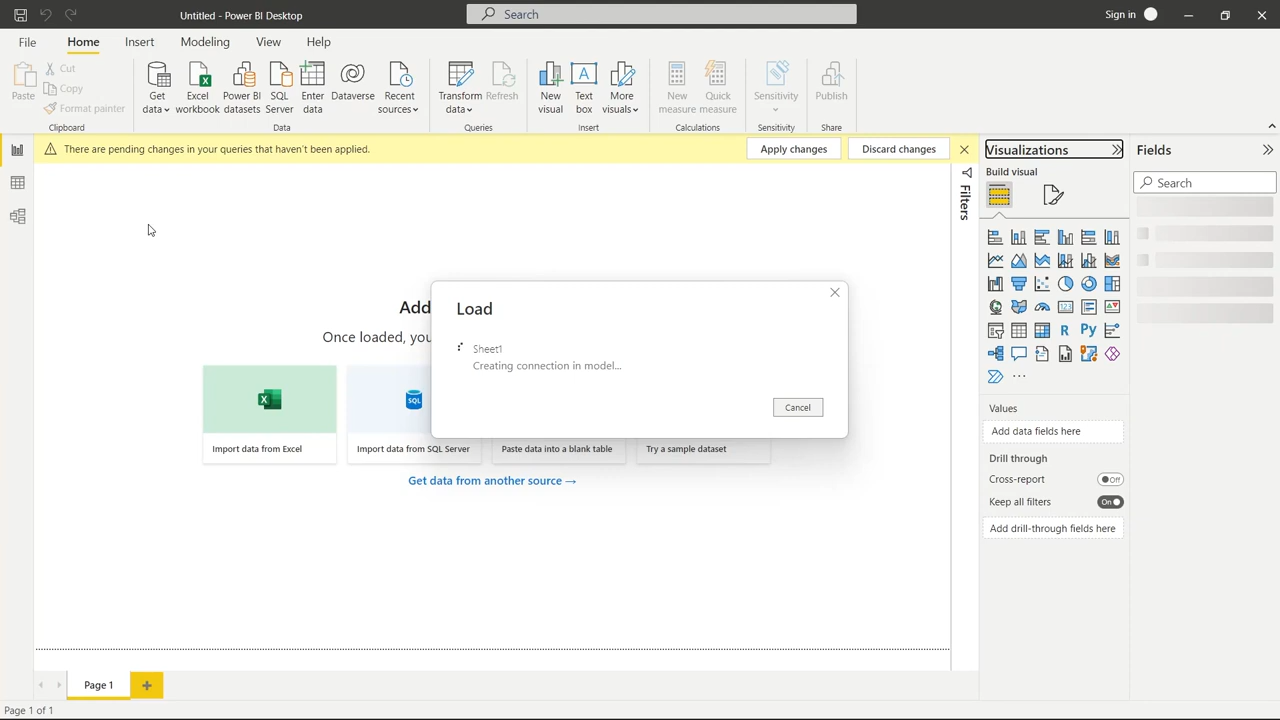 Untitled - Power BI Desktop
Search
Sign in
File Home Insert Modeling View Help
Paste
Cut
Copy
Format painter
Clipboard
Get data
Excel workbook
Power BI datasets
SQL Server
Enter data
Dataverse
Recent sources
Data
Transform data
Refresh
Queries
New visual
Text box
More visuals
Insert
New measure
Quick measure
Calculations
Sensitivity
Sensitivity
Publish
Share
There are pending changes in your queries that haven't been applied.
Apply changes
Discard changes
Filters
Add
Once loaded, you
Load
Sheet1
Creating connection in model...
Cancel
SQL
Import data from Excel
Import data from SQL Server
Paste data into a blank table
Try a sample dataset
Get data from another source →
Visualizations
Build visual
123
R
Py
Values
Add data fields here
Drill through
Cross-report
Off
Keep all filters
On
Add drill-through fields here
Fields
Search
Page 1
Page 1 of 1